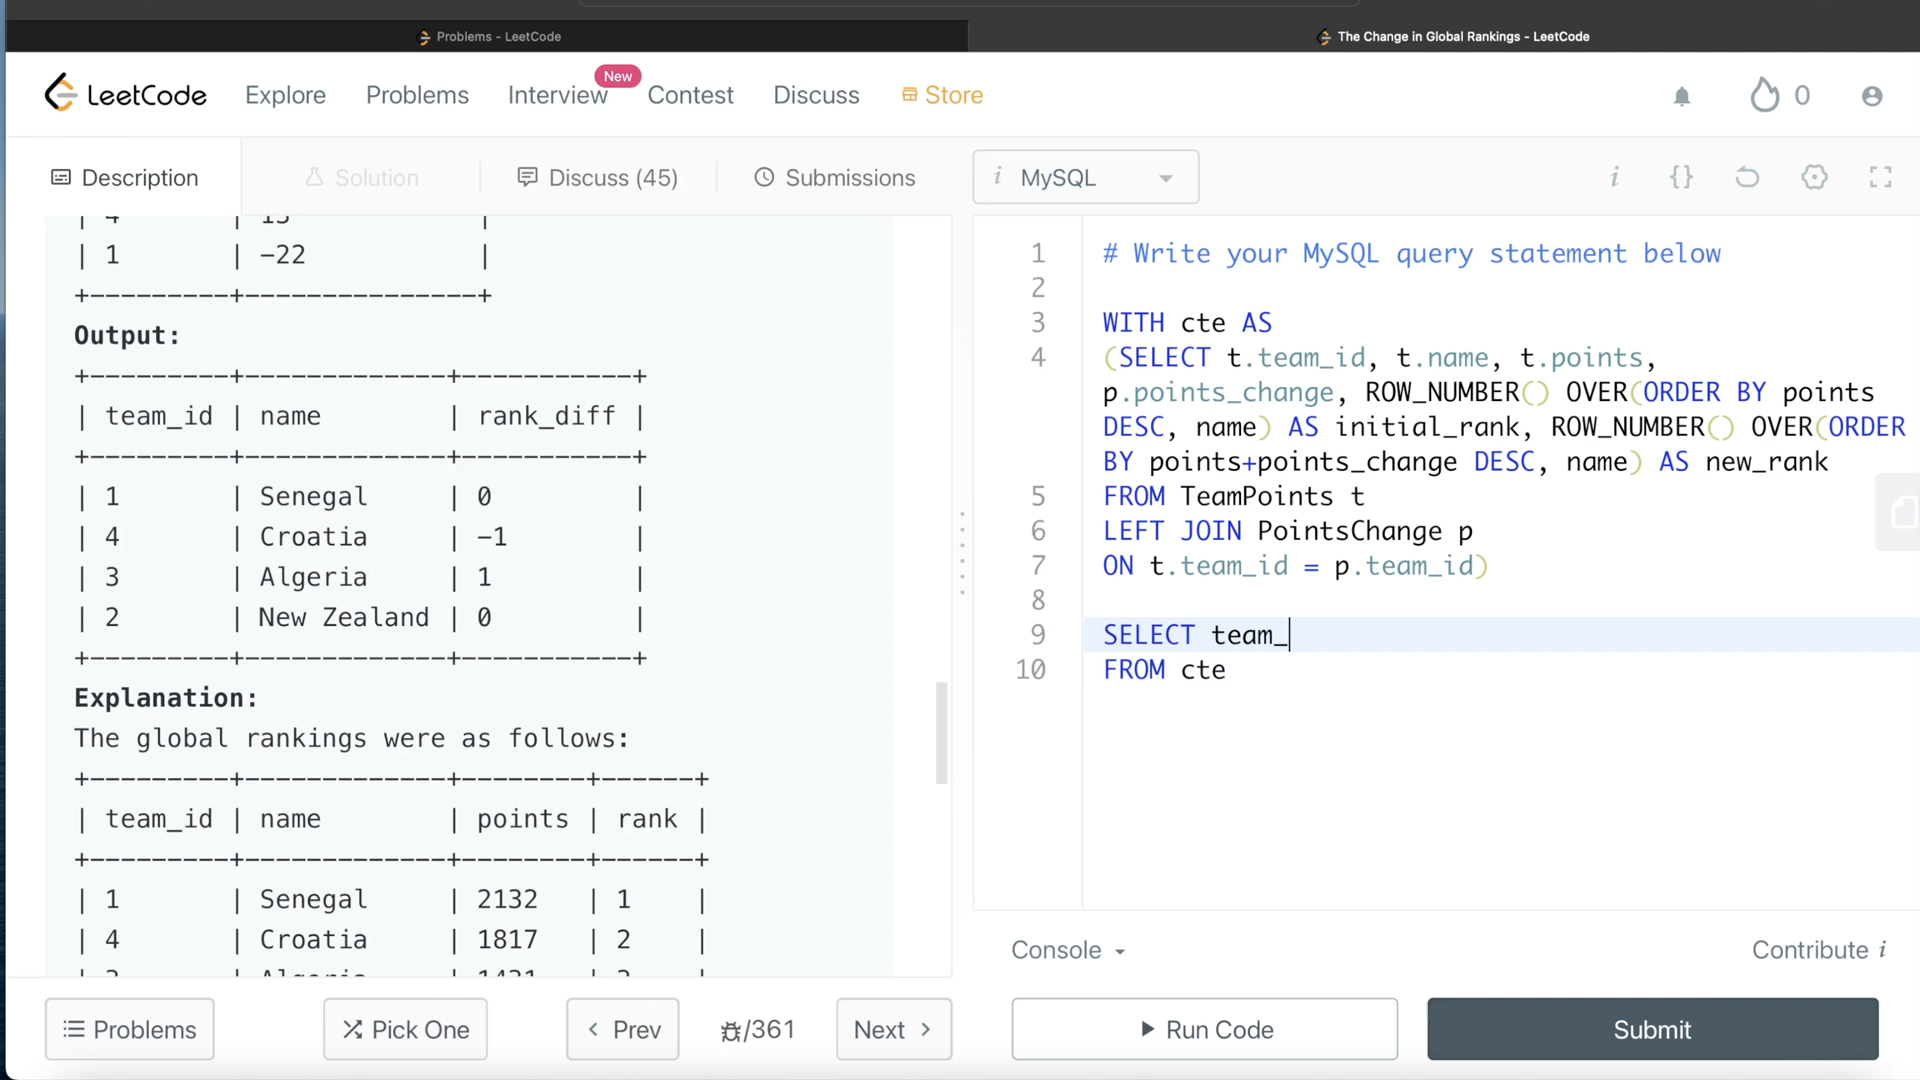 Problems - LeetCode
The Change in Global Rankings - LeetCode
LeetCode
Explore
Problems
Interview
New
Contest
Discuss
Store
0
Description
Solution
Discuss (45)
Submissions
i MySQL
i {}
| 4 | 13 |
| 1 | -22 |
+---------+---------------+
Output:
+---------+-------------+-----------+
| team_id | name | rank_diff |
+---------+-------------+-----------+
| 1 | Senegal | 0 |
| 4 | Croatia | -1 |
| 3 | Algeria | 1 |
| 2 | New Zealand | 0 |
+---------+-------------+-----------+
Explanation:
The global rankings were as follows:
+---------+-------------+--------+------+
| team_id | name | points | rank |
+---------+-------------+--------+------+
| 1 | Senegal | 2132 | 1 |
| 4 | Croatia | 1817 | 2 |
| 3 | Algeria | 1431 | 3 |
1 # Write your MySQL query statement below
2
3 WITH cte AS
4 (SELECT t.team_id, t.name, t.points,
p.points_change, ROW_NUMBER() OVER(ORDER BY points
DESC, name) AS initial_rank, ROW_NUMBER() OVER(ORDER
BY points+points_change DESC, name) AS new_rank
5 FROM TeamPoints t
6 LEFT JOIN PointsChange p
7 ON t.team_id = p.team_id)
8
9 SELECT team_
10 FROM cte
Console
Contribute i
Problems
Pick One
Prev
/361
Next
Run Code
Submit